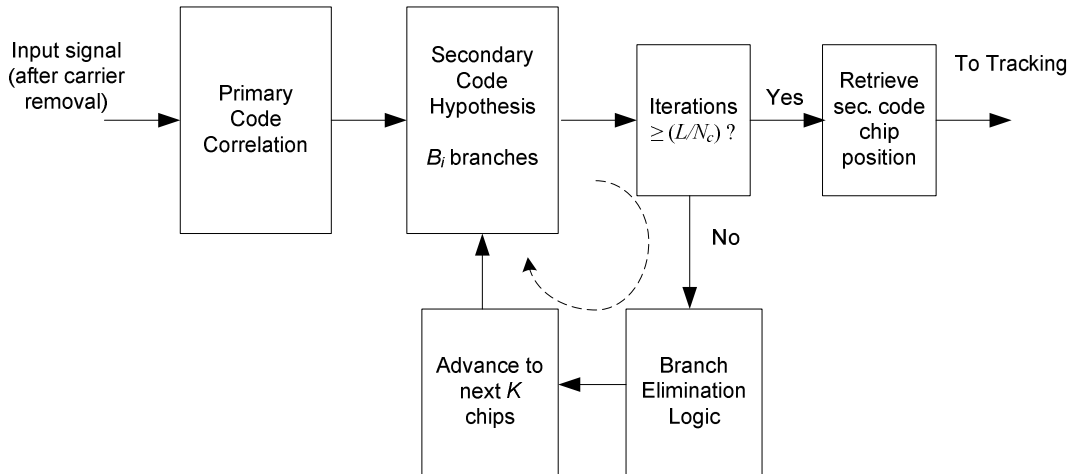 Input signal
(after carrier
removal)
Primary
Code
Correlation
Secondary
Code
Hypothesis
B_i branches
Iterations
≥ (L/N_c) ?
Yes
Retrieve
sec. code
chip
position
To Tracking
No
Advance to
next K
chips
Branch
Elimination
Logic